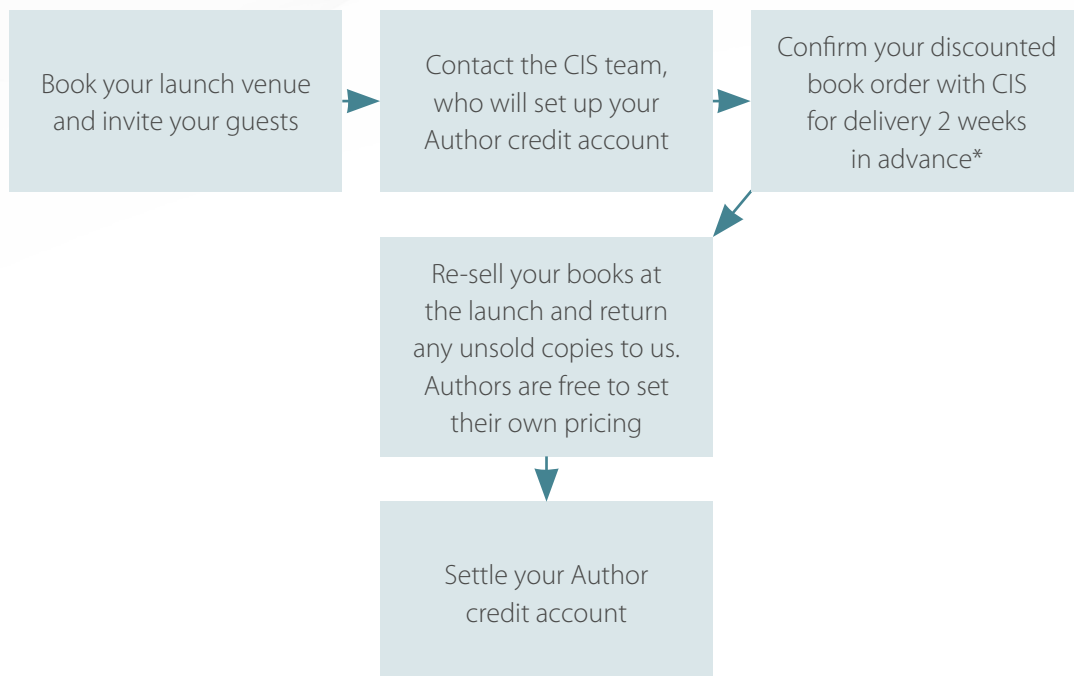 Book your launch venue
and invite your guests
Contact the CIS team,
who will set up your
Author credit account
Confirm your discounted
book order with CIS
for delivery 2 weeks
in advance*
Re-sell your books at
the launch and return
any unsold copies to us.
Authors are free to set
their own pricing
Settle your Author
credit account